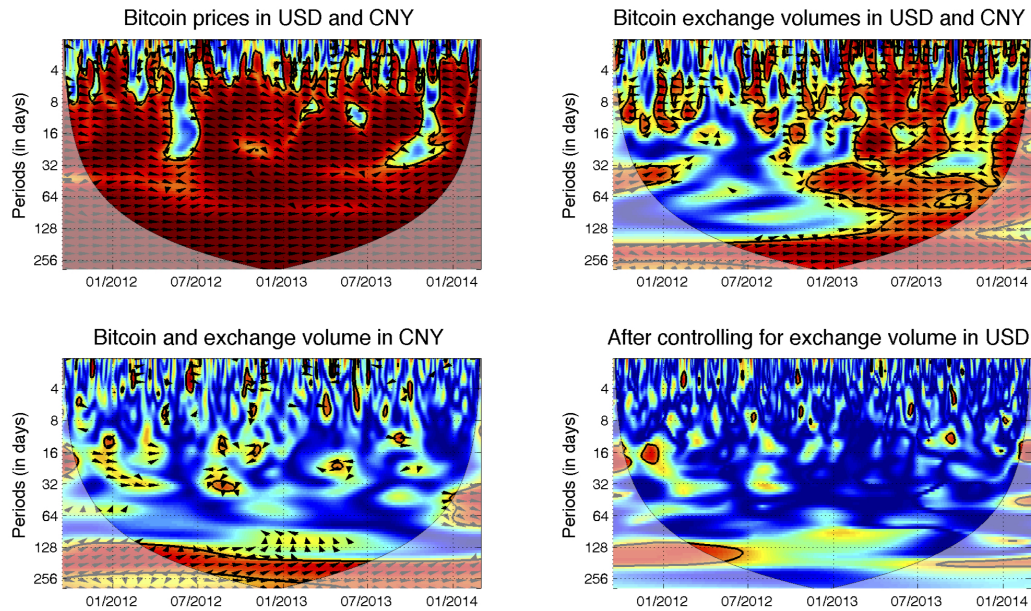 Bitcoin prices in USD and CNY
Periods (in days)
4
8
16
32
64
128
256
01/2012 07/2012 01/2013 07/2013 01/2014
Bitcoin exchange volumes in USD and CNY
Periods (in days)
4
8
16
32
64
128
256
01/2012 07/2012 01/2013 07/2013 01/2014
Bitcoin and exchange volume in CNY
Periods (in days)
4
8
16
32
64
128
256
01/2012 07/2012 01/2013 07/2013 01/2014
After controlling for exchange volume in USD
Periods (in days)
4
8
16
32
64
128
256
01/2012 07/2012 01/2013 07/2013 01/2014